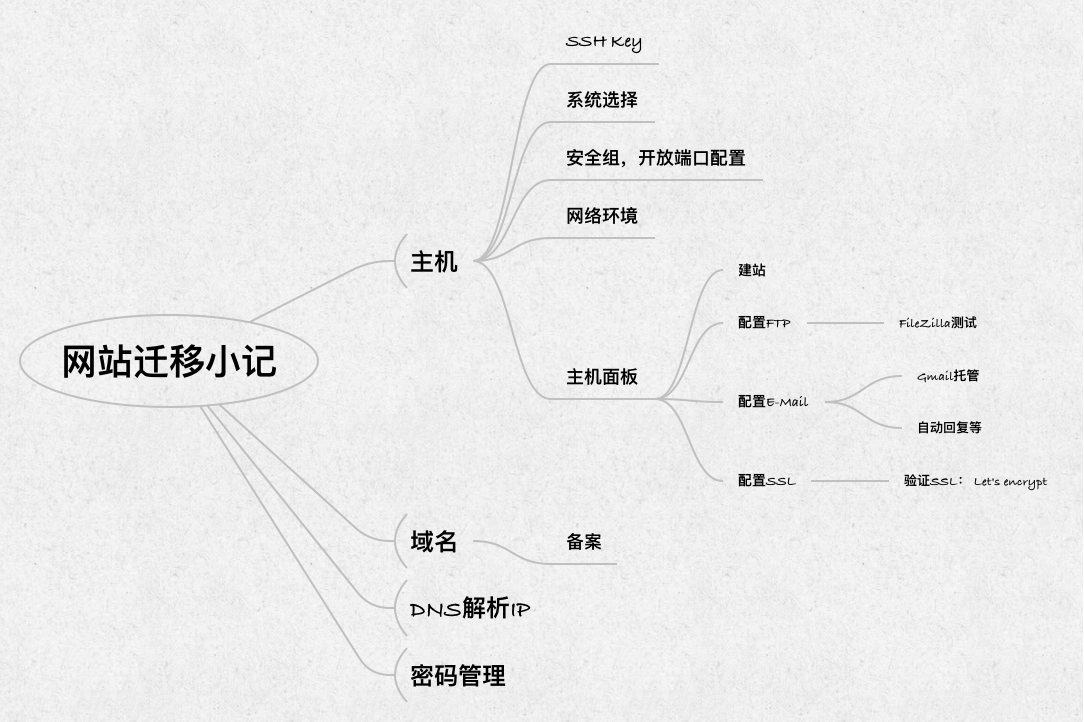 网站迁移小记
主机
SSH Key
系统选择
安全组，开放端口配置
网络环境
主机面板
建站
配置FTP
FileZilla测试
配置E-Mail
Gmail托管
自动回复等
配置SSL
验证SSL： Let's encrypt
域名
备案
DNS解析IP
密码管理